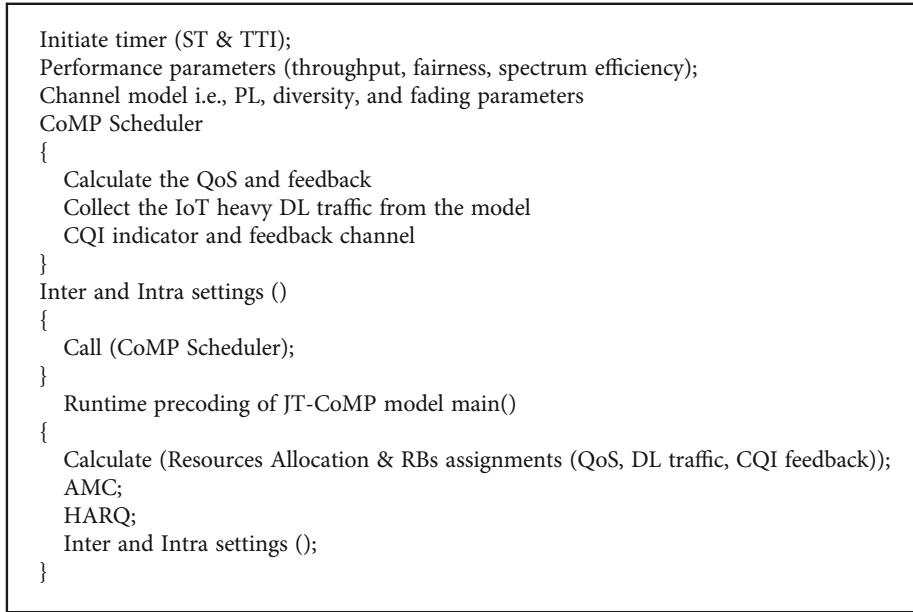 Initiate timer (ST & TTI);
Performance parameters (throughput, fairness, spectrum efficiency);
Channel model i.e., PL, diversity, and fading parameters
CoMP Scheduler
{
Calculate the QoS and feedback
Collect the IoT heavy DL traffic from the model
CQI indicator and feedback channel
}
Inter and Intra settings ()
{
Call (CoMP Scheduler);
}
Runtime precoding of JT-CoMP model main()
{
Calculate (Resources Allocation & RBs assignments (QoS, DL traffic, CQI feedback));
AMC;
HARQ;
Inter and Intra settings ();
}